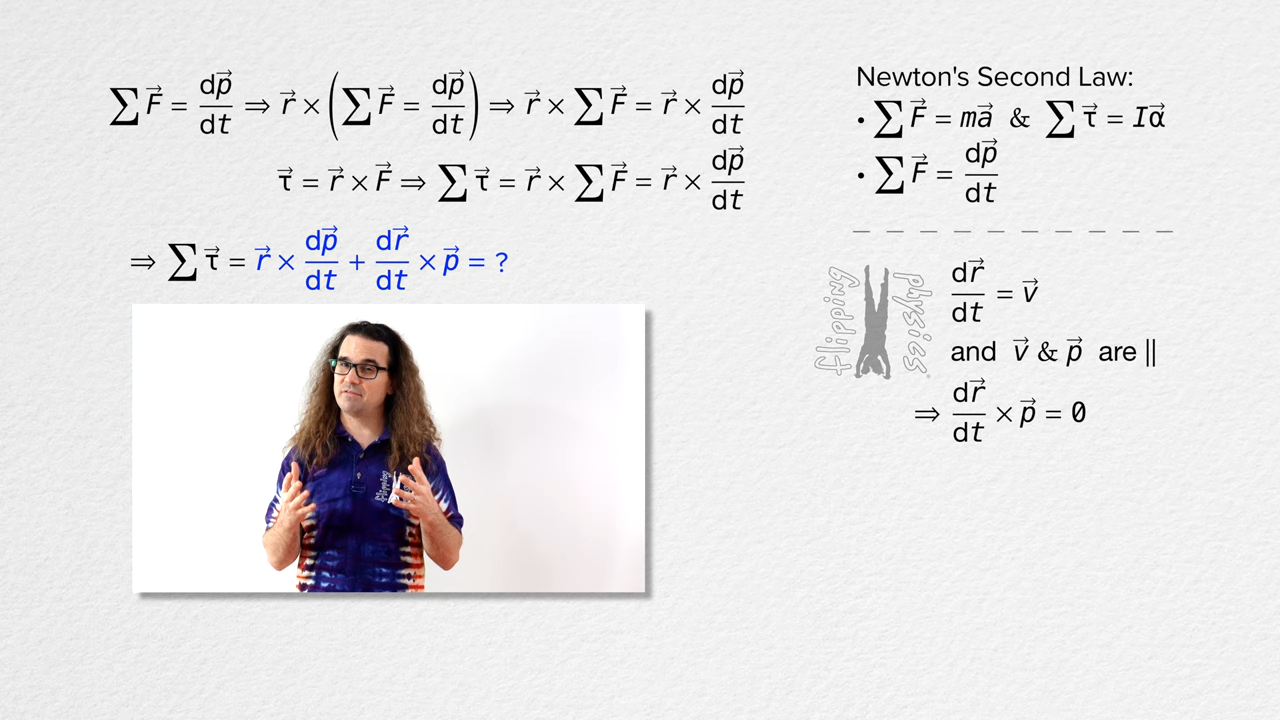 ∑F⃗ = dp⃗/dt ⇒ r⃗ × (∑F⃗ = dp⃗/dt) ⇒ r⃗ × ∑F⃗ = r⃗ × dp⃗/dt
τ⃗ = r⃗ × F⃗ ⇒ ∑τ⃗ = r⃗ × ∑F⃗ = r⃗ × dp⃗/dt
⇒ ∑τ⃗ = r⃗ × dp⃗/dt + dr⃗/dt × p⃗ = ?
Newton's Second Law:
• ∑F⃗ = ma⃗ & ∑τ⃗ = Iα⃗
• ∑F⃗ = dp⃗/dt
flipping physics
dr⃗/dt = v⃗
and v⃗ & p⃗ are ||
⇒ dr⃗/dt × p⃗ = 0
flipping